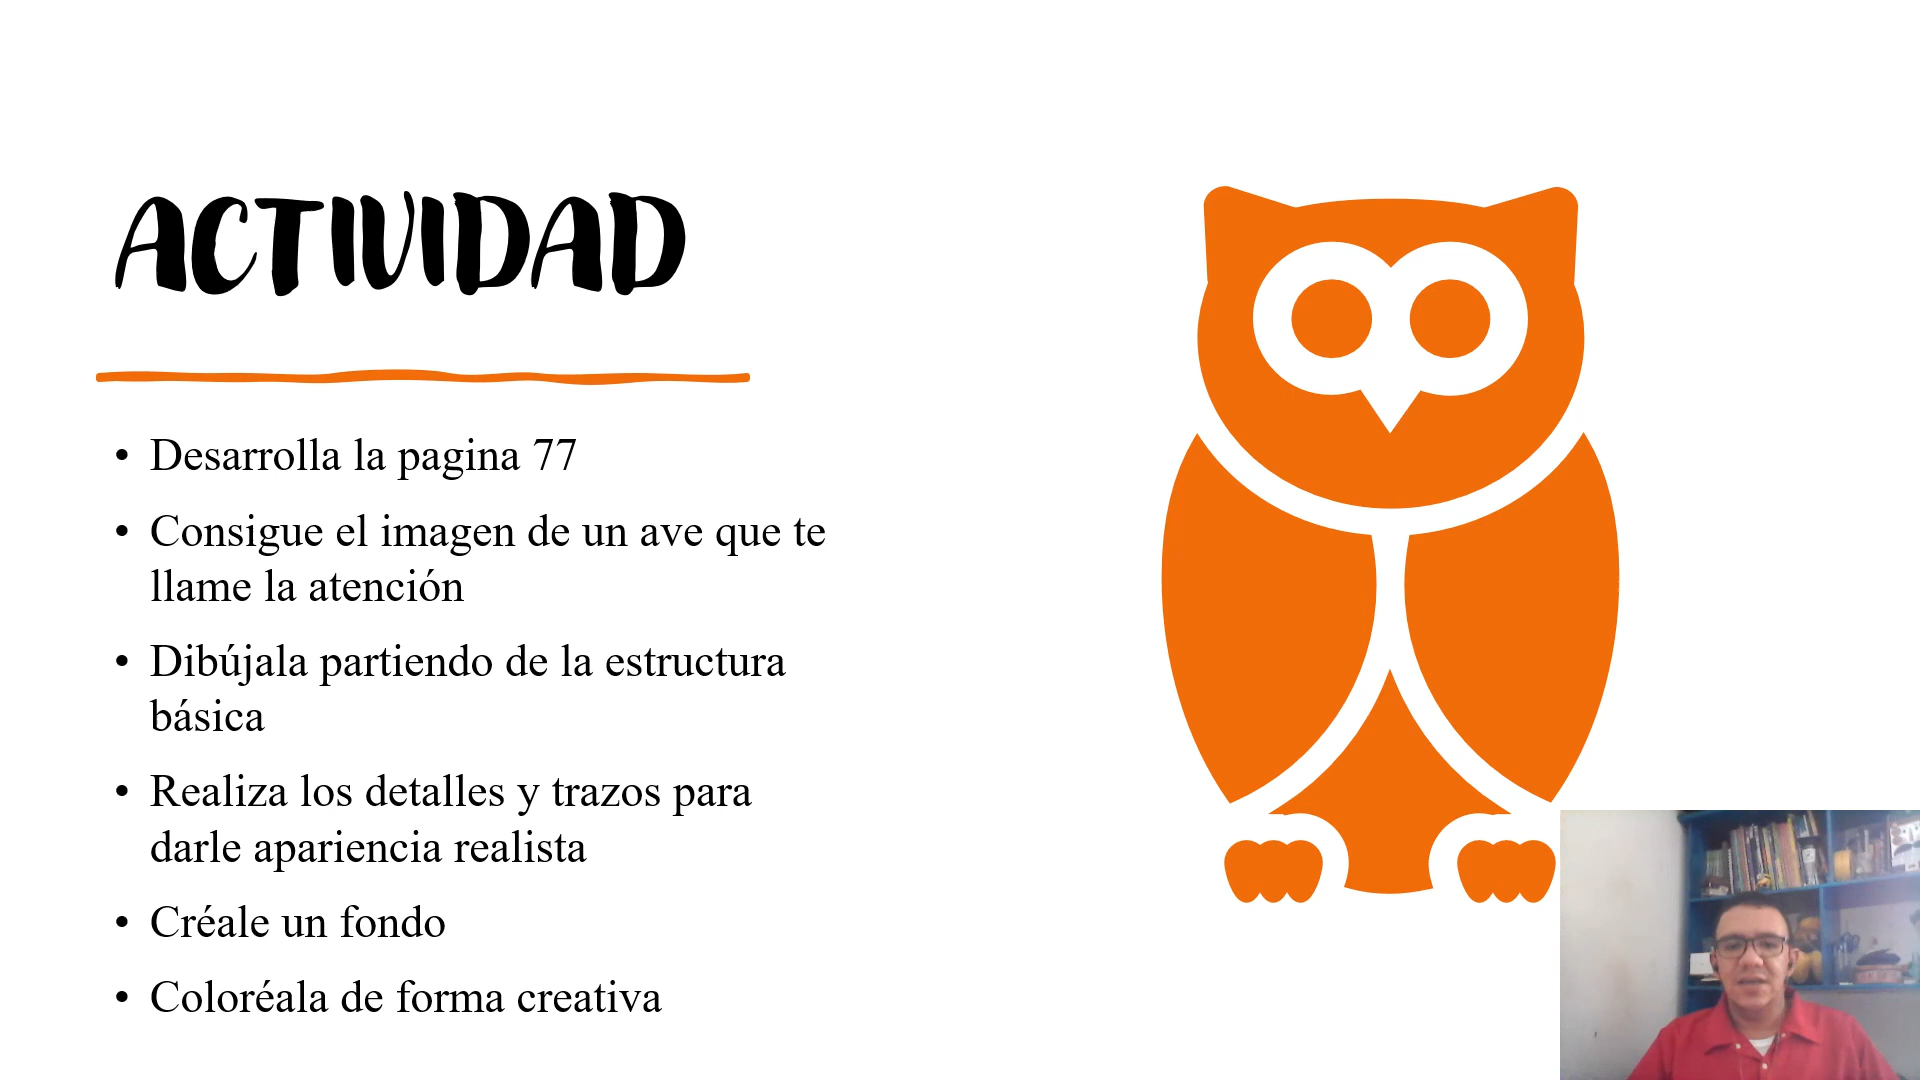 ACTIVIDAD
• Desarrolla la pagina 77
• Consigue el imagen de un ave que te
llame la atención
• Dibújala partiendo de la estructura
básica
• Realiza los detalles y trazos para
darle apariencia realista
• Créale un fondo
• Coloréala de forma creativa